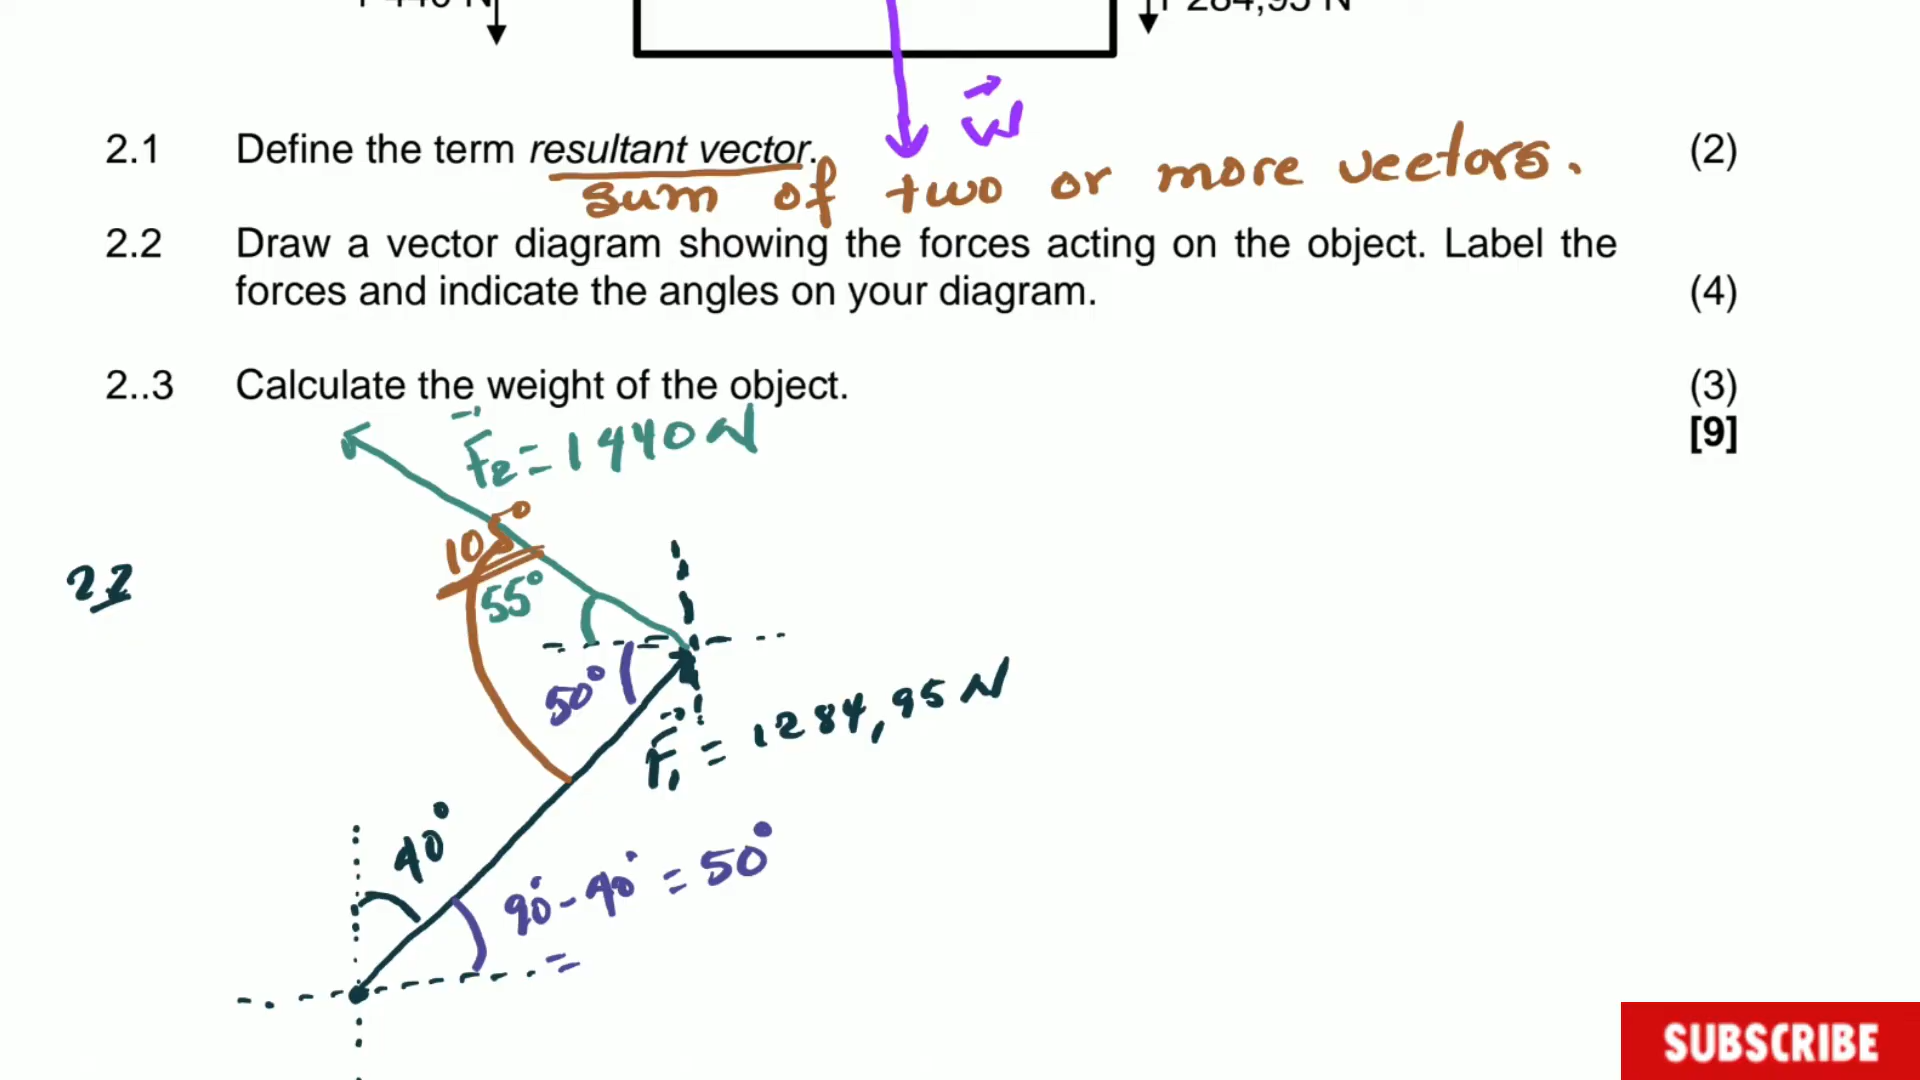 2.1 Define the term resultant vector. (2)
sum of two or more vectors.
w
2.2 Draw a vector diagram showing the forces acting on the object. Label the
forces and indicate the angles on your diagram. (4)
2..3 Calculate the weight of the object. (3)
[9]
F2 = 1440 N
105°
55°
2.2
50°
F1 = 1284,95 N
40°
90° - 40° = 50°
=
SUBSCRIBE